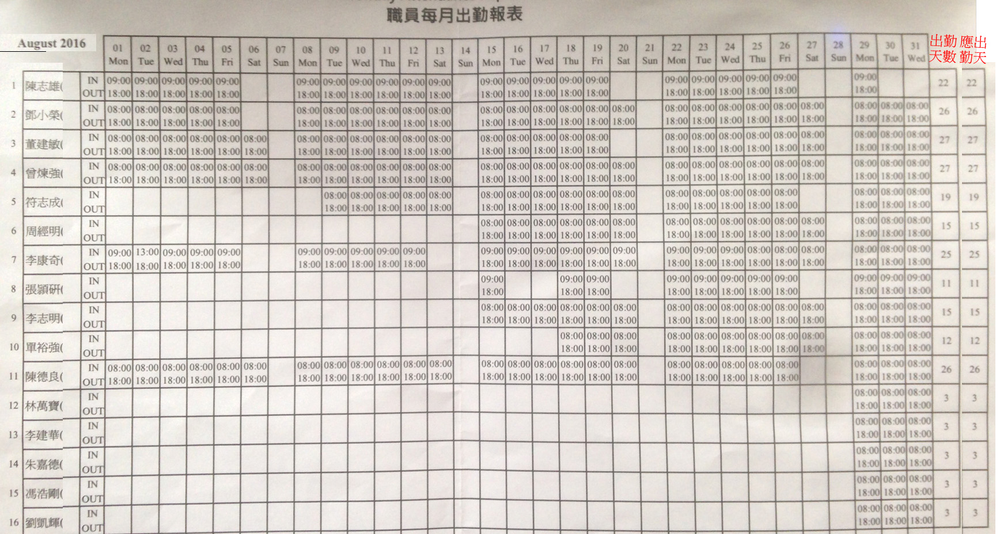 職員每月出勤報表
August 2016 01 02 03 04 05 06 07 08 09 10 11 12 13 14 15 16 17 18 19 20 21 22 23 24 25 26 27 28 29 30 31 出勤 應出
Mon Tue Wed Thu Fri Sat Sun Mon Tue Wed Thu Fri Sat Sun Mon Tue Wed Thu Fri Sat Sun Mon Tue Wed Thu Fri Sat Sun Mon Tue Wed 天數 勤天
1 陳志雄( IN 09:00 09:00 09:00 09:00 09:00 09:00 09:00 09:00 09:00 09:00 09:00 09:00 09:00 09:00 09:00 09:00 09:00 09:00 09:00 09:00 09:00 09:00 22 22
OUT 18:00 18:00 18:00 18:00 18:00 18:00 18:00 18:00 18:00 18:00 18:00 18:00 18:00 18:00 18:00 18:00 18:00 18:00 18:00 18:00 18:00 18:00
2 鄧小榮( IN 08:00 08:00 08:00 08:00 08:00 08:00 08:00 08:00 08:00 08:00 08:00 08:00 08:00 08:00 08:00 08:00 08:00 08:00 08:00 08:00 08:00 08:00 08:00 08:00 08:00 08:00 26 26
OUT 18:00 18:00 18:00 18:00 18:00 18:00 18:00 18:00 18:00 18:00 18:00 18:00 18:00 18:00 18:00 18:00 18:00 18:00 18:00 18:00 18:00 18:00 18:00 18:00 18:00 18:00
3 董建敏( IN 08:00 08:00 08:00 08:00 08:00 08:00 08:00 08:00 08:00 08:00 08:00 08:00 08:00 08:00 08:00 08:00 08:00 08:00 08:00 08:00 08:00 08:00 08:00 08:00 08:00 08:00 27 27
OUT 18:00 18:00 18:00 18:00 18:00 18:00 18:00 18:00 18:00 18:00 18:00 18:00 18:00 18:00 18:00 18:00 18:00 18:00 18:00 18:00 18:00 18:00 18:00 18:00 18:00 18:00
4 曾煉強( IN 08:00 08:00 08:00 08:00 08:00 08:00 08:00 08:00 08:00 08:00 08:00 08:00 08:00 08:00 08:00 08:00 08:00 08:00 08:00 08:00 08:00 08:00 08:00 08:00 08:00 08:00 08:00 27 27
OUT 18:00 18:00 18:00 18:00 18:00 18:00 18:00 18:00 18:00 18:00 18:00 18:00 18:00 18:00 18:00 18:00 18:00 18:00 18:00 18:00 18:00 18:00 18:00 18:00 18:00 18:00 18:00
5 符志成( IN 08:00 08:00 08:00 08:00 08:00 08:00 08:00 08:00 08:00 08:00 08:00 08:00 08:00 08:00 08:00 08:00 08:00 08:00 08:00 19 19
OUT 18:00 18:00 18:00 18:00 18:00 18:00 18:00 18:00 18:00 18:00 18:00 18:00 18:00 18:00 18:00 18:00 18:00 18:00 18:00
6 周經明( IN 08:00 08:00 08:00 08:00 08:00 08:00 08:00 08:00 08:00 08:00 08:00 08:00 08:00 08:00 08:00 15 15
OUT 18:00 18:00 18:00 18:00 18:00 18:00 18:00 18:00 18:00 18:00 18:00 18:00 18:00 18:00 18:00
7 李康奇( IN 09:00 13:00 09:00 09:00 09:00 09:00 09:00 09:00 09:00 09:00 09:00 09:00 09:00 09:00 09:00 09:00 09:00 09:00 09:00 08:00 08:00 08:00 08:00 08:00 08:00 25 25
OUT 18:00 18:00 18:00 18:00 18:00 18:00 18:00 18:00 18:00 18:00 18:00 18:00 18:00 18:00 18:00 18:00 18:00 18:00 18:00 18:00 18:00 18:00 18:00 18:00 18:00
8 張穎硏( IN 09:00 09:00 09:00 09:00 09:00 09:00 09:00 09:00 09:00 09:00 09:00 11 11
OUT 18:00 18:00 18:00 18:00 18:00 18:00 18:00 18:00 18:00 18:00 18:00
9 李志明( IN 08:00 08:00 08:00 08:00 08:00 08:00 08:00 08:00 08:00 08:00 08:00 08:00 08:00 08:00 08:00 15 15
OUT 18:00 18:00 18:00 18:00 18:00 18:00 18:00 18:00 18:00 18:00 18:00 18:00 18:00 18:00 18:00
10 單裕強( IN 08:00 08:00 08:00 08:00 08:00 08:00 08:00 08:00 08:00 08:00 08:00 08:00 12 12
OUT 18:00 18:00 18:00 18:00 18:00 18:00 18:00 18:00 18:00 18:00 18:00 18:00
11 陳德良( IN 08:00 08:00 08:00 08:00 08:00 08:00 08:00 08:00 08:00 08:00 08:00 08:00 08:00 08:00 08:00 08:00 08:00 08:00 08:00 08:00 08:00 08:00 08:00 08:00 08:00 08:00 26 26
OUT 18:00 18:00 18:00 18:00 18:00 18:00 18:00 18:00 18:00 18:00 18:00 18:00 18:00 18:00 18:00 18:00 18:00 18:00 18:00 18:00 18:00 18:00 18:00 18:00 18:00 18:00
12 林萬寶( IN 08:00 08:00 08:00 3 3
OUT 18:00 18:00 18:00
13 李建華( IN 08:00 08:00 08:00 3 3
OUT 18:00 18:00 18:00
14 朱嘉德( IN 08:00 08:00 08:00 3 3
OUT 18:00 18:00 18:00
15 馮浩剛( IN 08:00 08:00 08:00 3 3
OUT 18:00 18:00 18:00
16 劉凱輝( IN 08:00 08:00 08:00 3 3
OUT 18:00 18:00 18:00